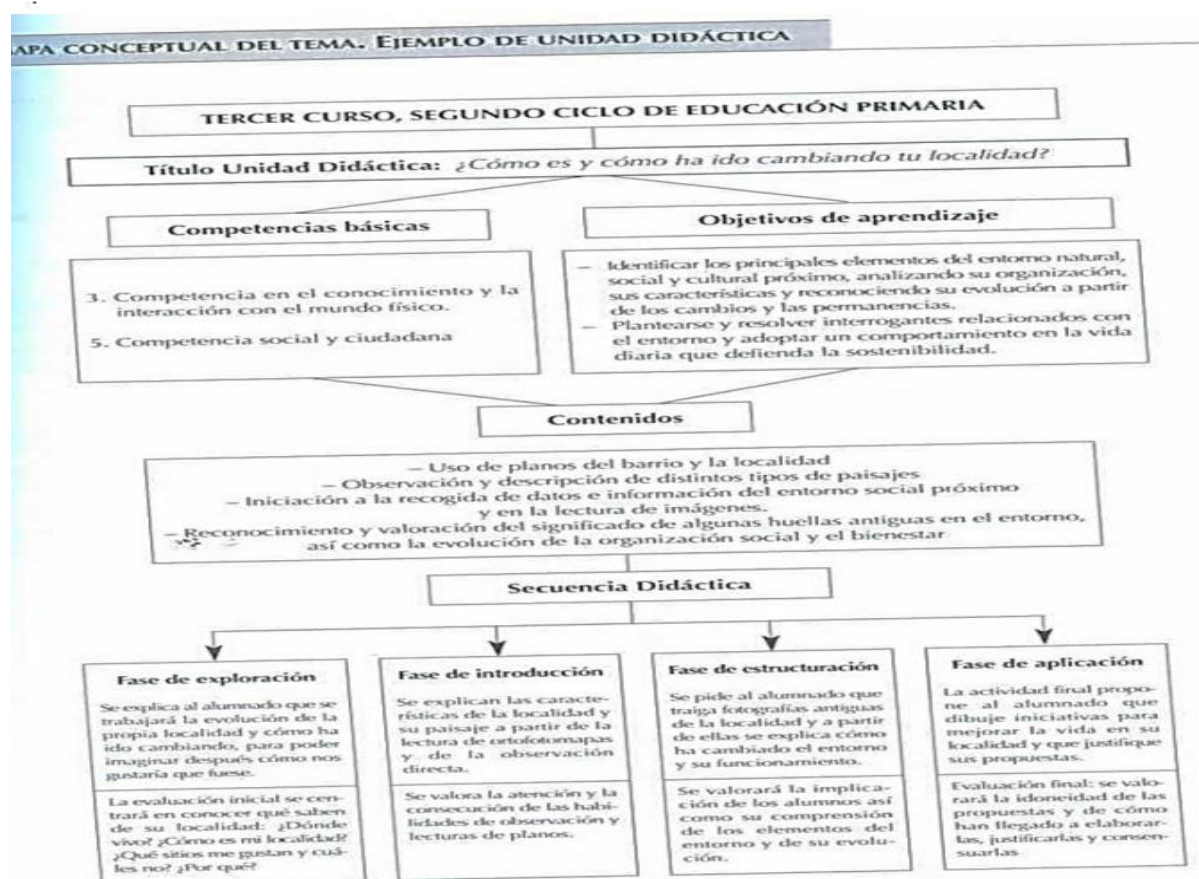 APA CONCEPTUAL DEL TEMA. EJEMPLO DE UNIDAD DIDÁCTICA
TERCER CURSO, SEGUNDO CICLO DE EDUCACIÓN PRIMARIA
Título Unidad Didáctica: ¿Cómo es y cómo ha ido cambiando tu localidad?
Competencias básicas
3. Competencia en el conocimiento y la
interacción con el mundo físico.
5. Competencia social y ciudadana
Objetivos de aprendizaje
– Identificar los principales elementos del entorno natural,
social y cultural próximo, analizando su organización,
sus características y reconociendo su evolución a partir
de los cambios y las permanencias.
– Plantearse y resolver interrogantes relacionados con
el entorno y adoptar un comportamiento en la vida
diaria que defienda la sostenibilidad.
Contenidos
– Uso de planos del barrio y la localidad
– Observación y descripción de distintos tipos de paisajes
– Iniciación a la recogida de datos e información del entorno social próximo
y en la lectura de imágenes.
– Reconocimiento y valoración del significado de algunas huellas antiguas en el entorno,
así como la evolución de la organización social y el bienestar
Secuencia Didáctica
Fase de exploración
Se explica al alumnado que se
trabajará la evolución de la
propia localidad y cómo ha
ido cambiando, para poder
imaginar después cómo nos
gustaría que fuese.
La evaluación inicial se cen-
trará en conocer qué saben
de su localidad: ¿Dónde
vivo? ¿Cómo es mi localidad?
¿Qué sitios me gustan y cuá-
les no? ¿Por qué?
Fase de introducción
Se explican las caracte-
rísticas de la localidad y
su paisaje a partir de la
lectura de ortofotomapas
y de la observación
directa.
Se valora la atención y la
consecución de las habi-
lidades de observación y
lecturas de planos.
Fase de estructuración
Se pide al alumnado que
traiga fotografías antiguas
de la localidad y a partir
de ellas se explica cómo
ha cambiado el entorno
y su funcionamiento.
Se valorará la implica-
ción de los alumnos así
como su comprensión
de los elementos del
entorno y de su evolu-
ción.
Fase de aplicación
La actividad final propo-
ne al alumnado que
dibuje iniciativas para
mejorar la vida en su
localidad y que justifique
sus propuestas.
Evaluación final: se valo-
rará la idoneidad de las
propuestas y de cómo
han llegado a elaborar-
las, justificarlas y consen-
suarlas